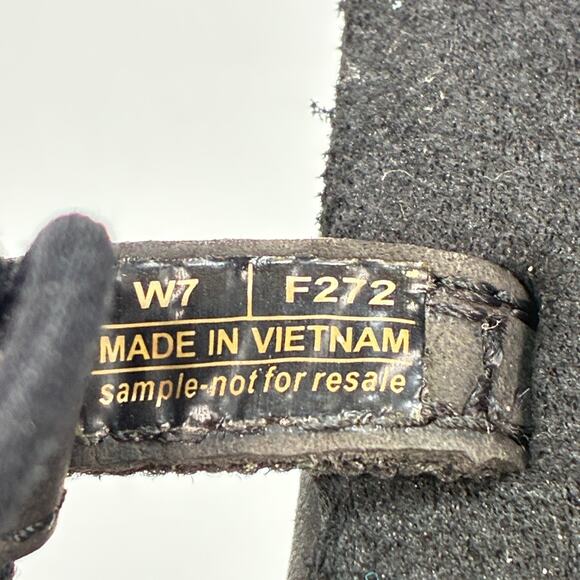 W7 F272
MADE IN VIETNAM
sample-not for resale